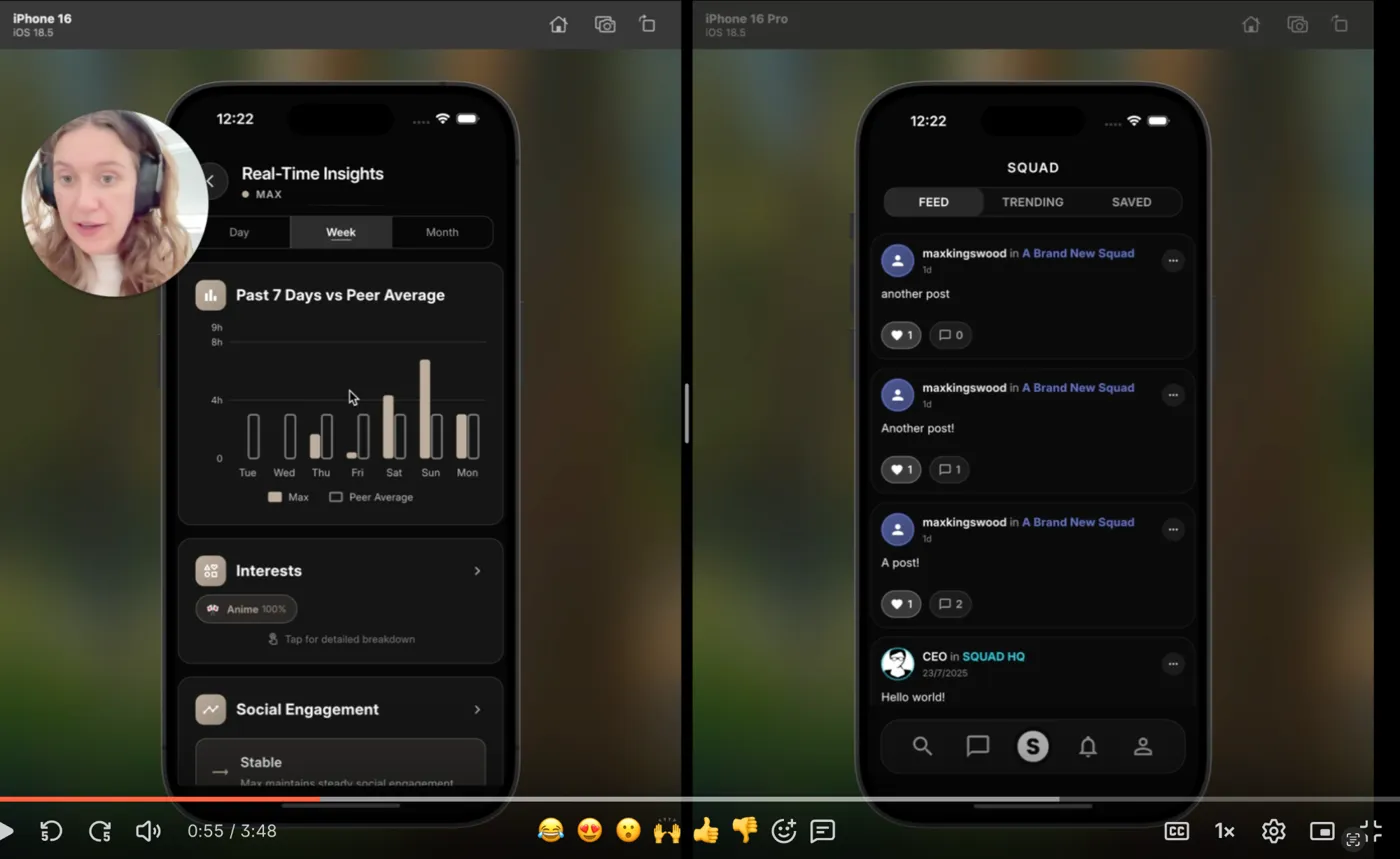 iPhone 16
iOS 18.5
12:22
Real-Time Insights
MAX
Day Week Month
Past 7 Days vs Peer Average
9h
8h
4h
0
Tue Wed Thu Fri Sat Sun Mon
Max Peer Average
Interests
Anime 100%
Tap for detailed breakdown
Social Engagement
Stable
Max maintains steady social engagement
iPhone 16 Pro
iOS 18.5
12:22
SQUAD
FEED TRENDING SAVED
maxkingswood in A Brand New Squad
1d
another post
1 0
maxkingswood in A Brand New Squad
1d
Another post!
1 1
maxkingswood in A Brand New Squad
1d
A post!
1 2
CEO in SQUAD HQ
23/7/2025
Hello world!
S
5 5 0:55 / 3:48 CC 1x